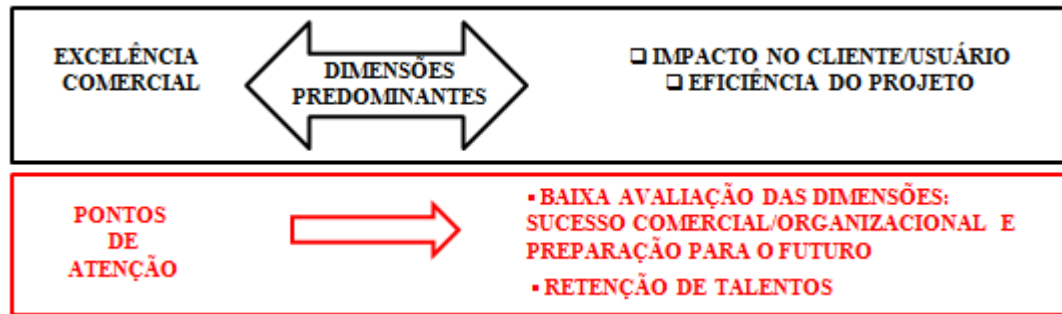 EXCELÊNCIA
COMERCIAL
DIMENSÕES
PREDOMINANTES
❑ IMPACTO NO CLIENTE/USUÁRIO
❑ EFICIÊNCIA DO PROJETO
PONTOS
DE
ATENÇÃO
▪ BAIXA AVALIAÇÃO DAS DIMENSÕES:
SUCESSO COMERCIAL/ORGANIZACIONAL E
PREPARAÇÃO PARA O FUTURO
▪ RETENÇÃO DE TALENTOS